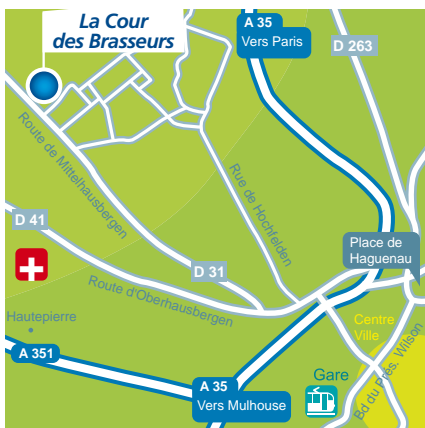 La Cour
des Brasseurs
A 35
Vers Paris
D 263
Route de Mittelhausbergen
Rue de Hochfelden
D 41
Place de
Haguenau
D 31
Route d'Oberhausbergen
Hautepierre
Centre
Ville
A 351
A 35
Vers Mulhouse
Gare
Bd du Prés. Wilson